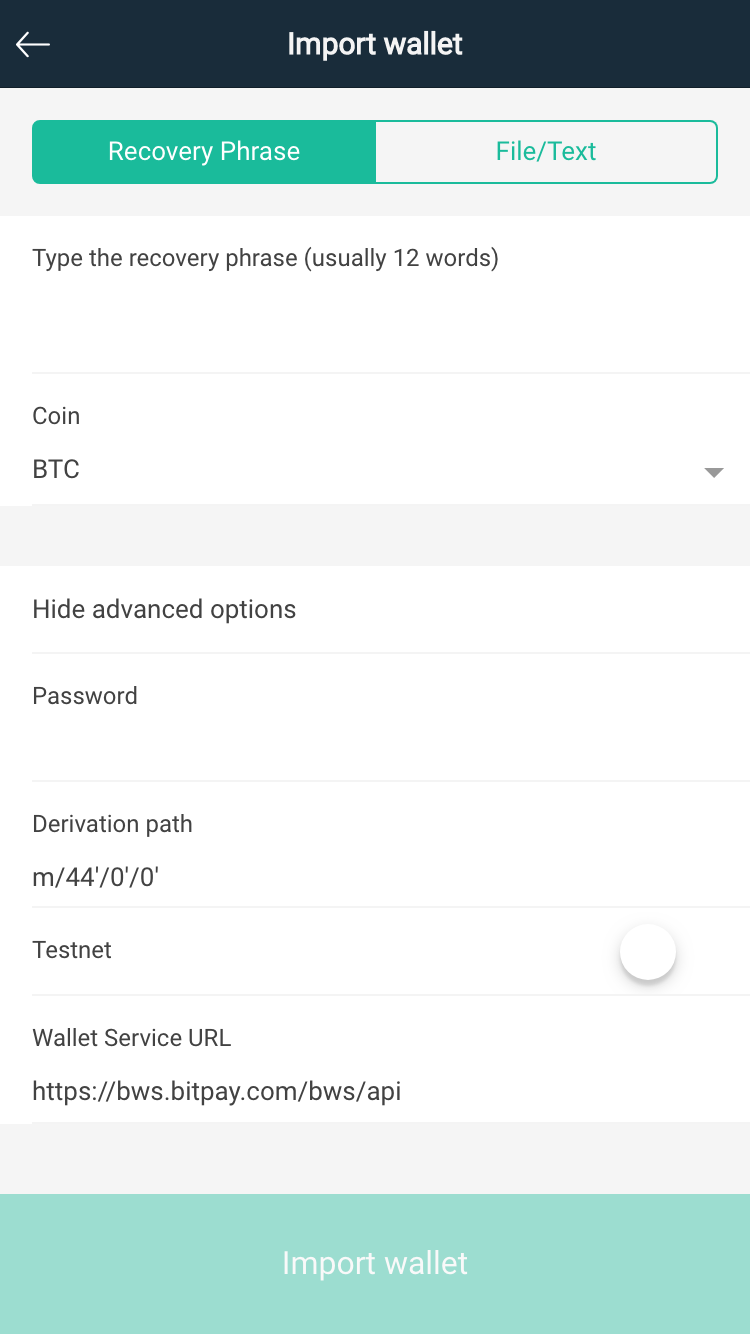 Import wallet
Recovery Phrase
File/Text
Type the recovery phrase (usually 12 words)
Coin
BTC
Hide advanced options
Password
Derivation path
m/44'/0'/0'
Testnet
Wallet Service URL
https://bws.bitpay.com/bws/api
Import wallet